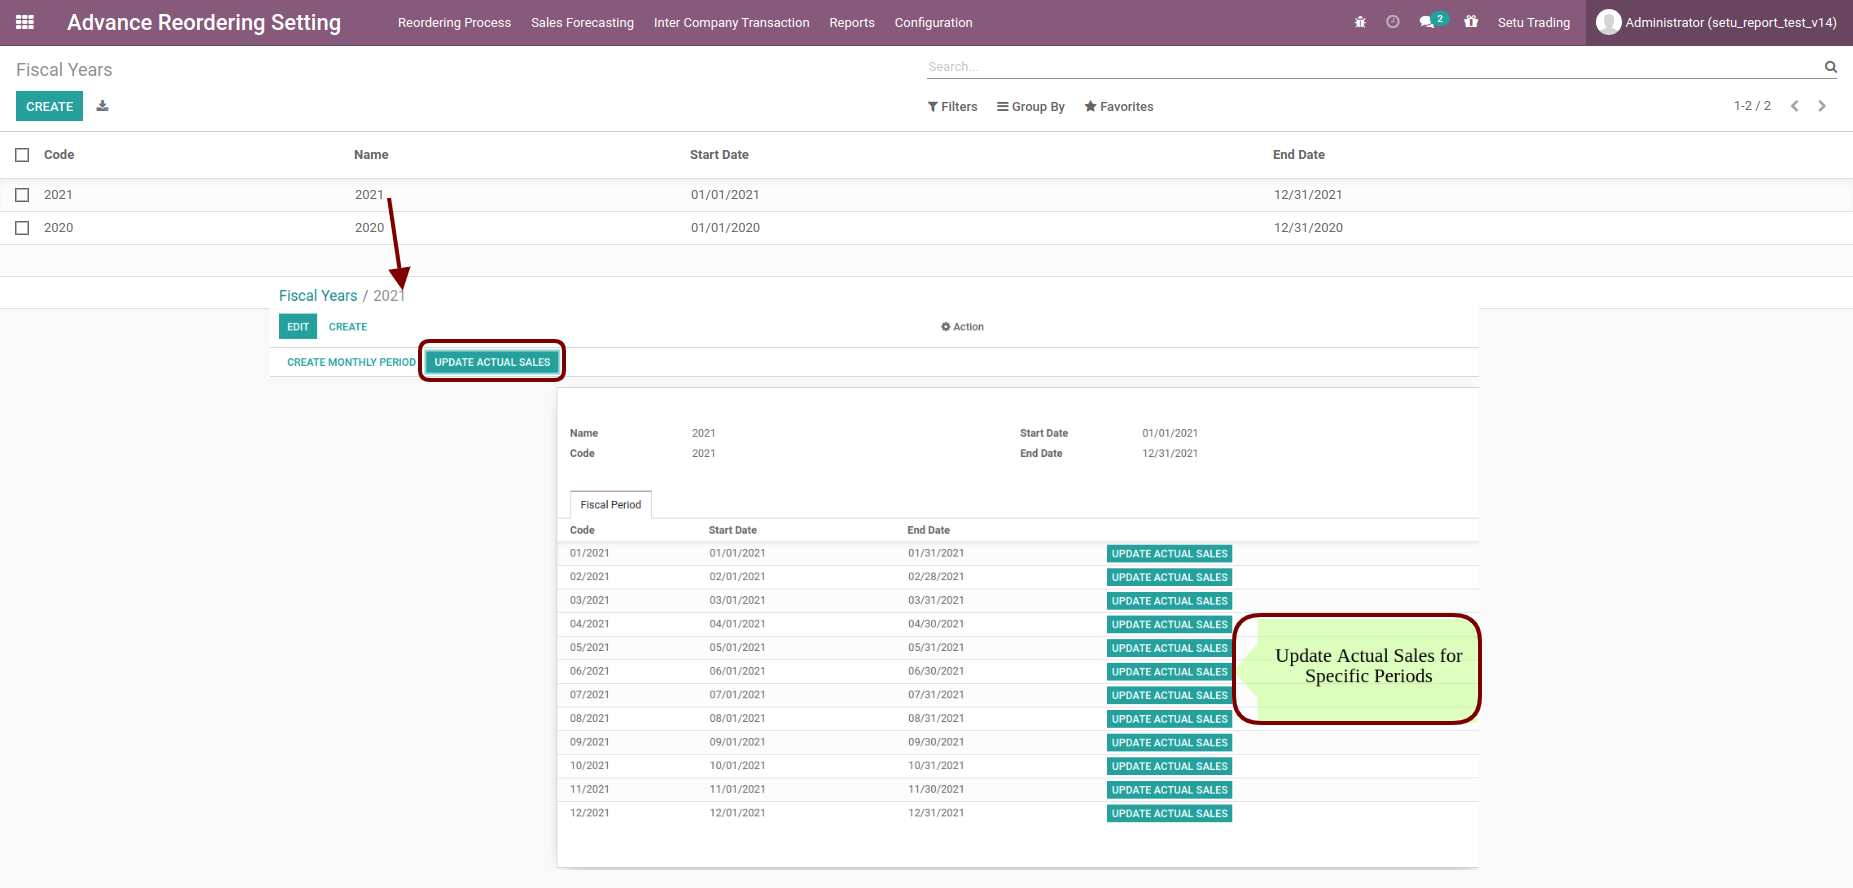 Advance Reordering Setting Reordering Process Sales Forecasting Inter Company Transaction Reports Configuration 2 Setu Trading Administrator (setu_report_test_v14)
Fiscal Years Search...
CREATE Filters Group By Favorites 1-2 / 2
Code Name Start Date End Date
2021 2021 01/01/2021 12/31/2021
2020 2020 01/01/2020 12/31/2020
Fiscal Years / 2021
EDIT CREATE Action
CREATE MONTHLY PERIOD UPDATE ACTUAL SALES
Name 2021 Start Date 01/01/2021
Code 2021 End Date 12/31/2021
Fiscal Period
Code Start Date End Date
01/2021 01/01/2021 01/31/2021 UPDATE ACTUAL SALES
02/2021 02/01/2021 02/28/2021 UPDATE ACTUAL SALES
03/2021 03/01/2021 03/31/2021 UPDATE ACTUAL SALES
04/2021 04/01/2021 04/30/2021 UPDATE ACTUAL SALES
05/2021 05/01/2021 05/31/2021 UPDATE ACTUAL SALES
06/2021 06/01/2021 06/30/2021 UPDATE ACTUAL SALES
07/2021 07/01/2021 07/31/2021 UPDATE ACTUAL SALES
08/2021 08/01/2021 08/31/2021 UPDATE ACTUAL SALES
09/2021 09/01/2021 09/30/2021 UPDATE ACTUAL SALES
10/2021 10/01/2021 10/31/2021 UPDATE ACTUAL SALES
11/2021 11/01/2021 11/30/2021 UPDATE ACTUAL SALES
12/2021 12/01/2021 12/31/2021 UPDATE ACTUAL SALES
Update Actual Sales for
Specific Periods